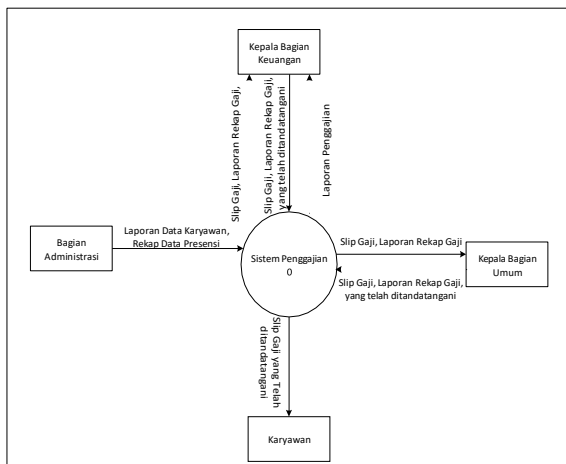 Kepala Bagian
Keuangan
Slip Gaji, Laporan Rekap Gaji,
Slip Gaji, Laporan Rekap Gaji,
yang telah ditandatangani
Laporan Penggajian
Laporan Data Karyawan,
Rekap Data Presensi
Bagian
Administrasi
Sistem Penggajian
0
Slip Gaji, Laporan Rekap Gaji
Kepala Bagian
Umum
Slip Gaji, Laporan Rekap Gaji,
yang telah ditandatangani
Slip Gaji yang Telah
ditandatangani
Karyawan